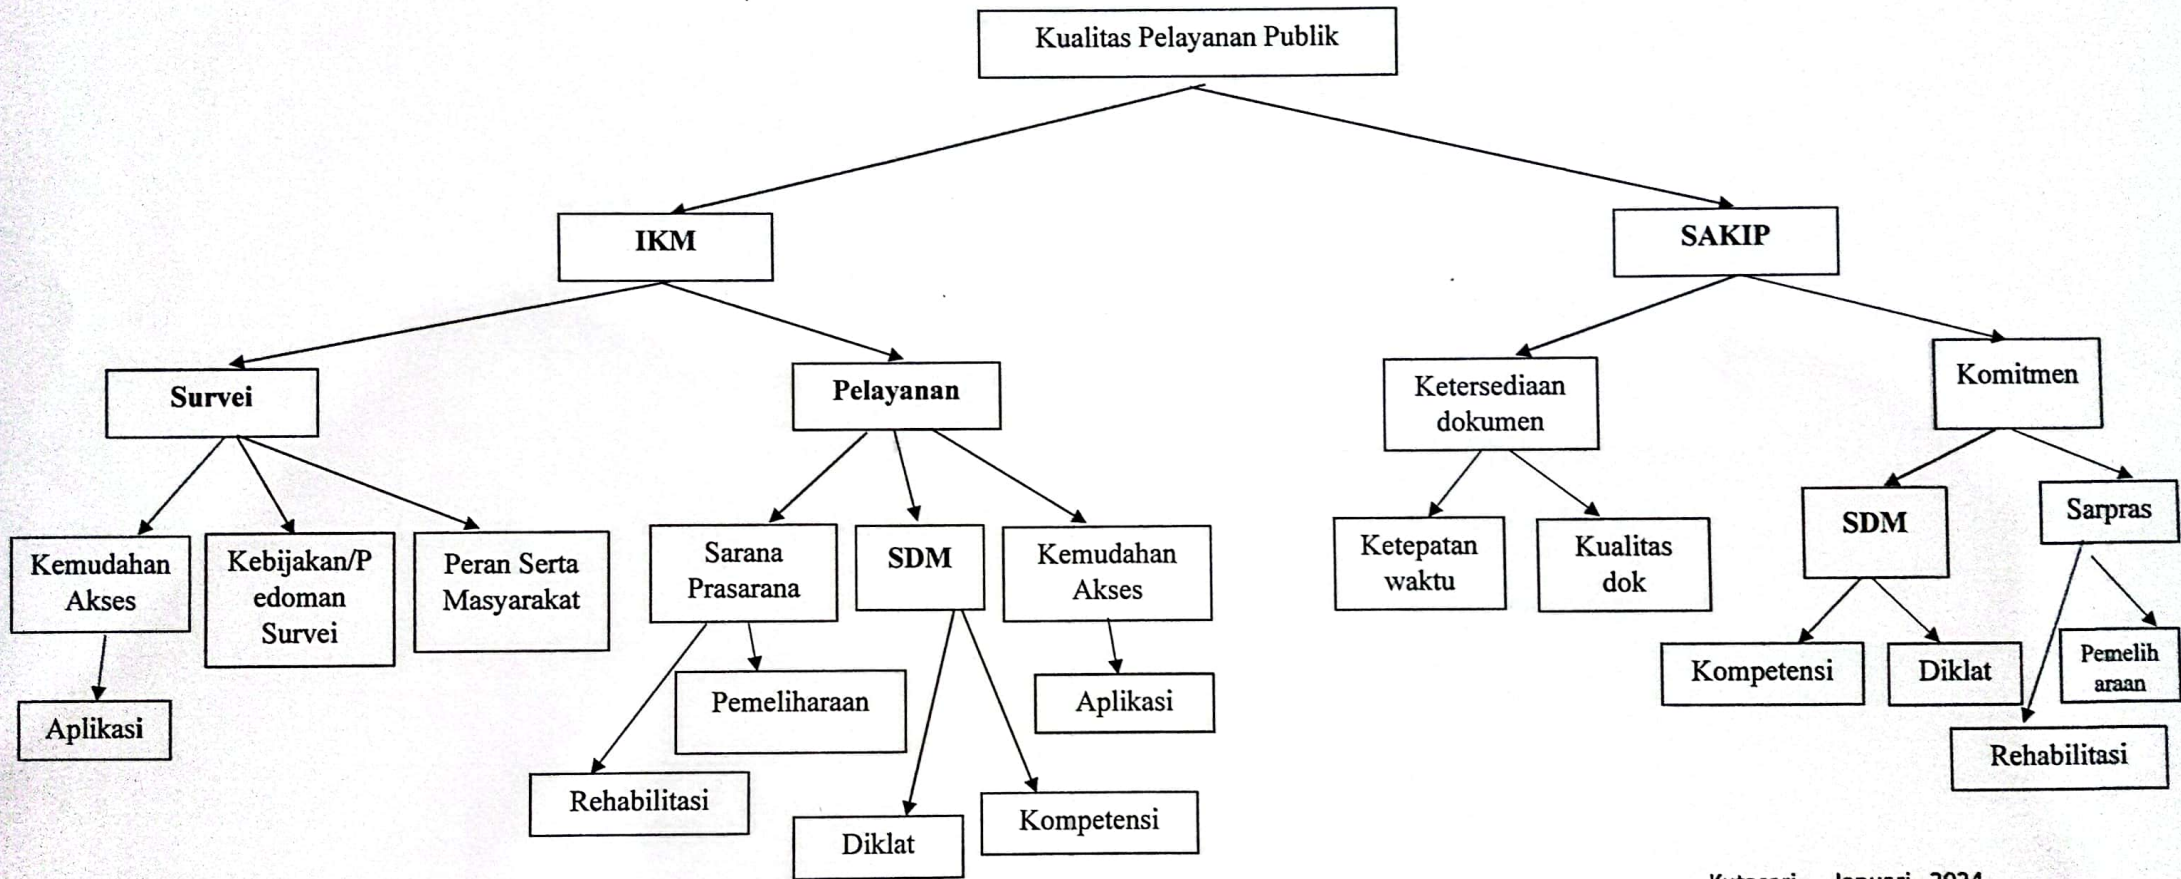 Kualitas Pelayanan Publik
IKM
SAKIP
Survei
Pelayanan
Ketersediaan
dokumen
Komitmen
Kemudahan
Akses
Kebijakan/P
edoman
Survei
Peran Serta
Masyarakat
Sarana
Prasarana
SDM
Kemudahan
Akses
Ketepatan
waktu
Kualitas
dok
SDM
Sarpras
Aplikasi
Pemeliharaan
Rehabilitasi
Diklat
Kompetensi
Aplikasi
Kompetensi
Diklat
Pemelih
araan
Rehabilitasi
Januari 2024